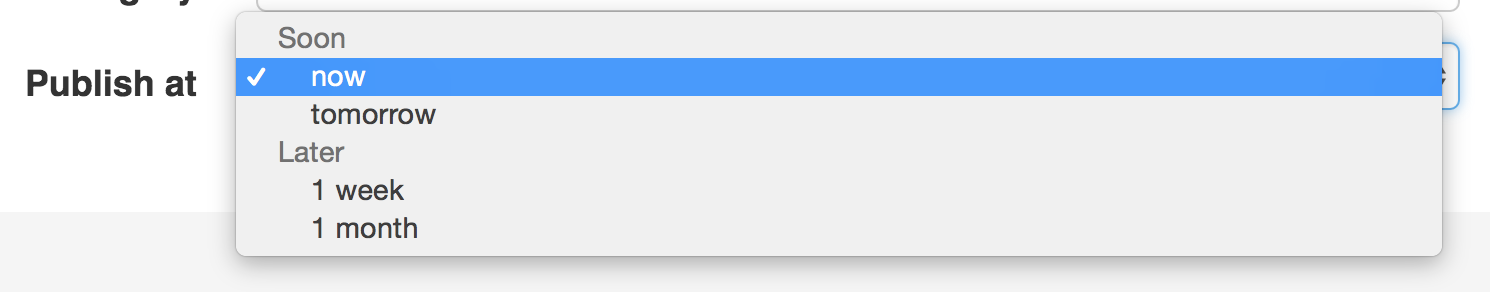 Publish at
Soon
✓ now
tomorrow
Later
1 week
1 month